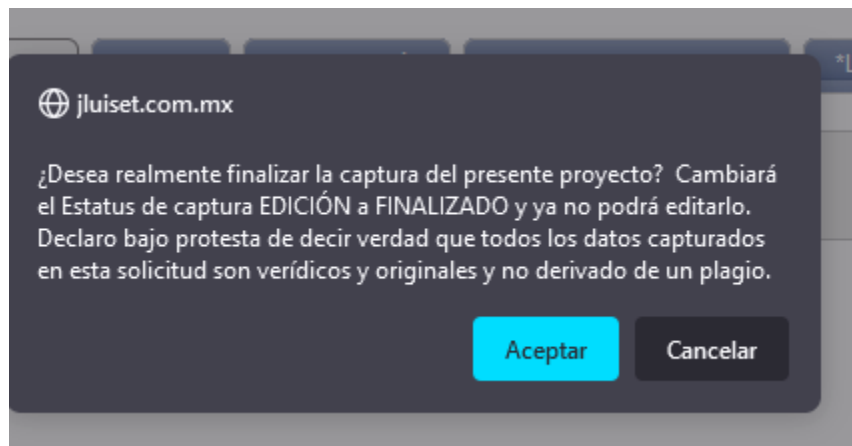 *L
jluiset.com.mx
¿Desea realmente finalizar la captura del presente proyecto?  Cambiará
el Estatus de captura EDICIÓN a FINALIZADO y ya no podrá editarlo.
Declaro bajo protesta de decir verdad que todos los datos capturados
en esta solicitud son verídicos y originales y no derivado de un plagio.
Aceptar
Cancelar